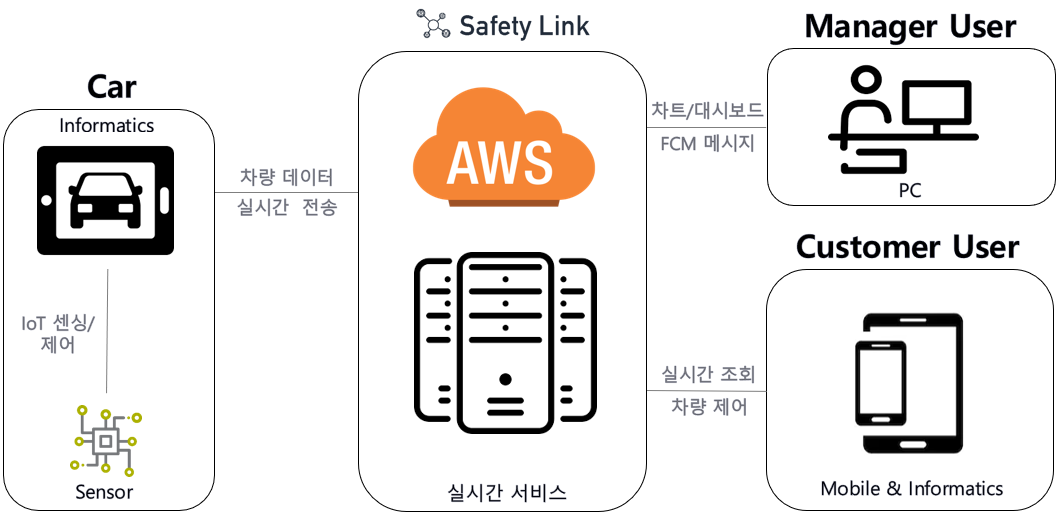 Safety Link
Car
Informatics
IoT 센싱/
제어
Sensor
차량 데이터
실시간 전송
AWS
실시간 서비스
차트/대시보드
FCM 메시지
Manager User
PC
실시간 조회
차량 제어
Customer User
Mobile & Informatics